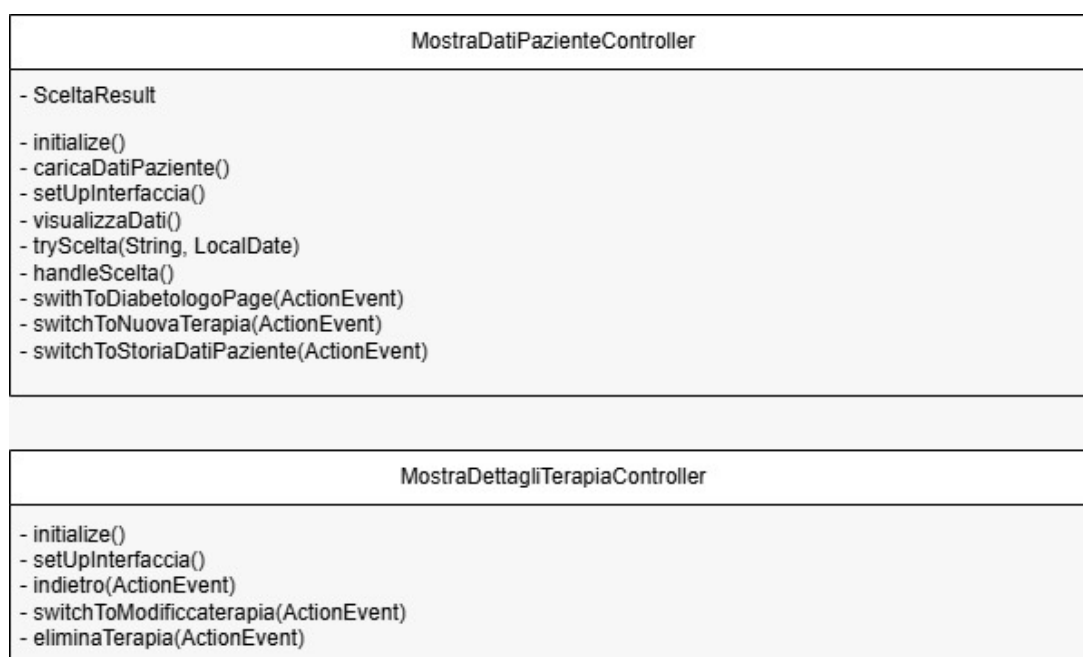 MostraDatiPazienteController
- SceltaResult
- initialize()
- caricaDatiPaziente()
- setUpInterfaccia()
- visualizzaDati()
- tryScelta(String, LocalDate)
- handleScelta()
- swithToDiabetologoPage(ActionEvent)
- switchToNuovaTerapia(ActionEvent)
- switchToStoriaDatiPaziente(ActionEvent)
MostraDettagliTerapiaController
- initialize()
- setUpInterfaccia()
- indietro(ActionEvent)
- switchToModificcaterapia(ActionEvent)
- eliminaTerapia(ActionEvent)